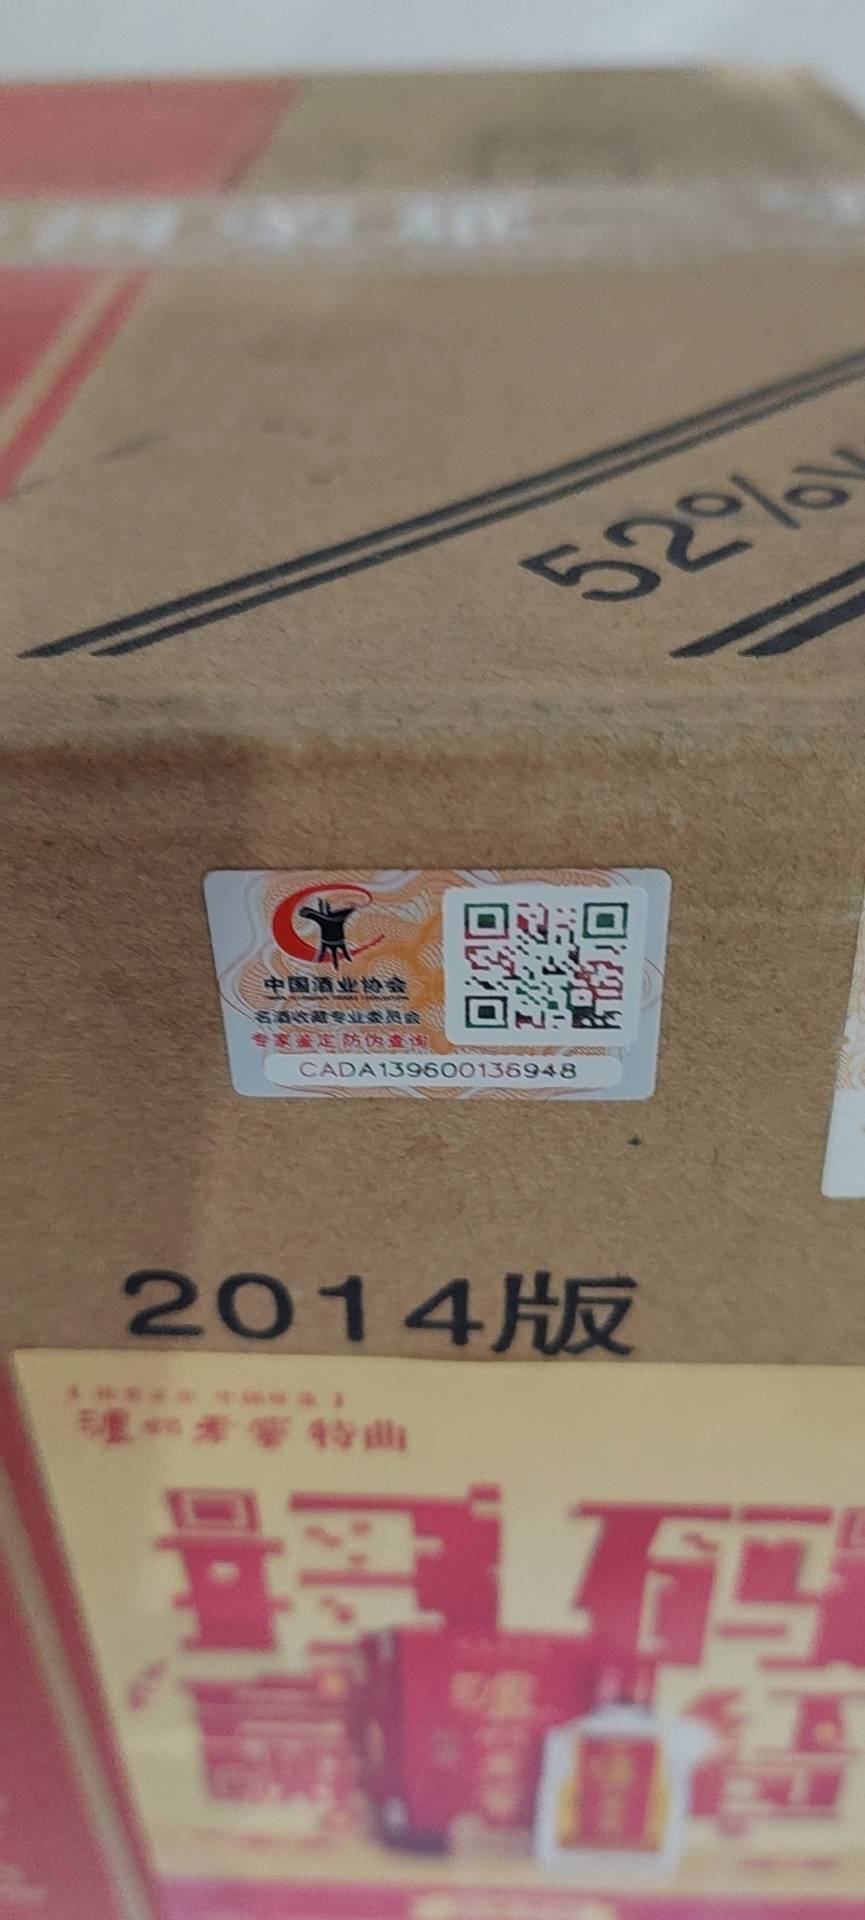 52%v
中国酒业协会
名酒收藏专业委员会
专家鉴定 防伪查询
CADA139600136948
2014版
泸州老窖 特曲